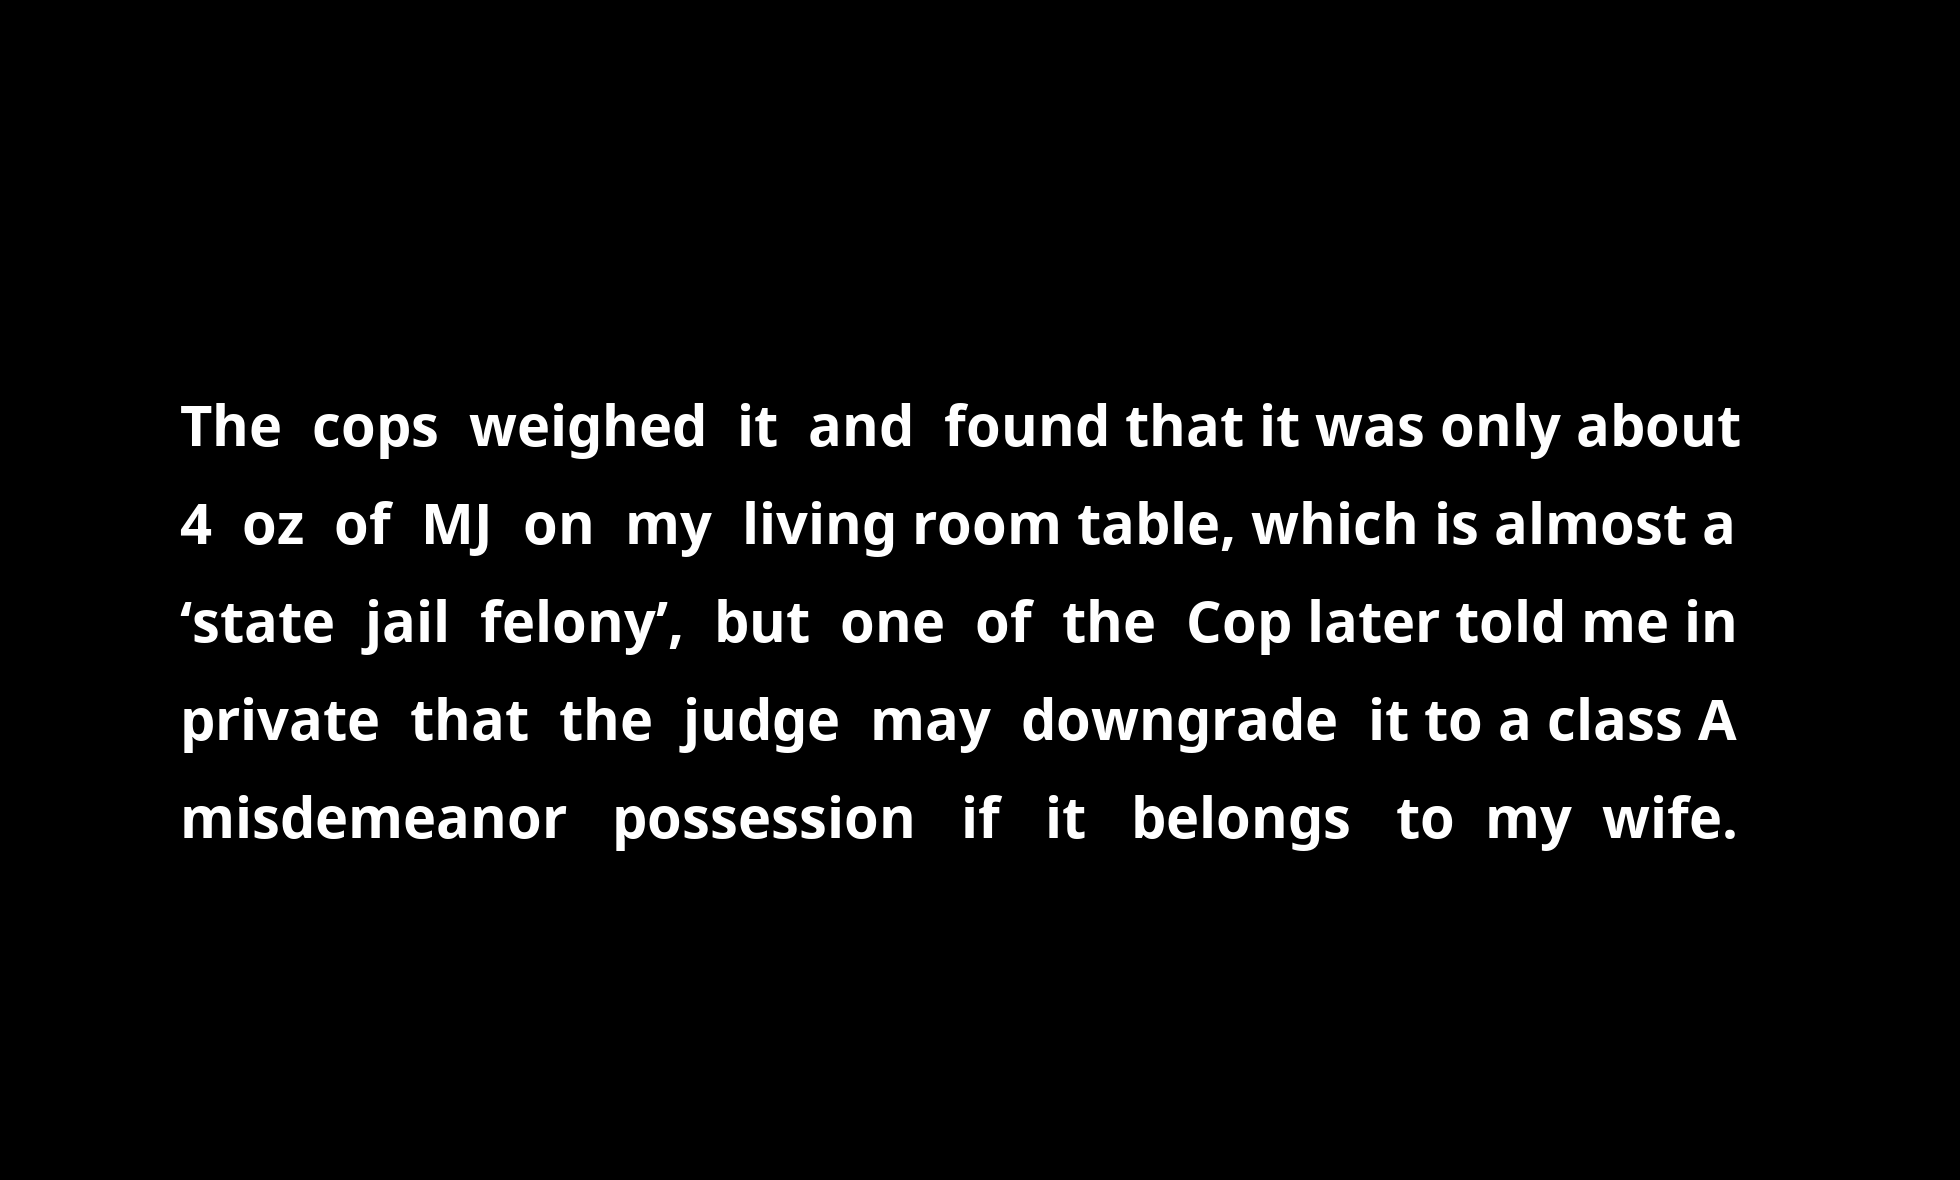 The cops weighed it and found that it was only about
4 oz of MJ on my living room table, which is almost a
‘state jail felony’, but one of the Cop later told me in
private that the judge may downgrade it to a class A
misdemeanor possession if it belongs to my wife.